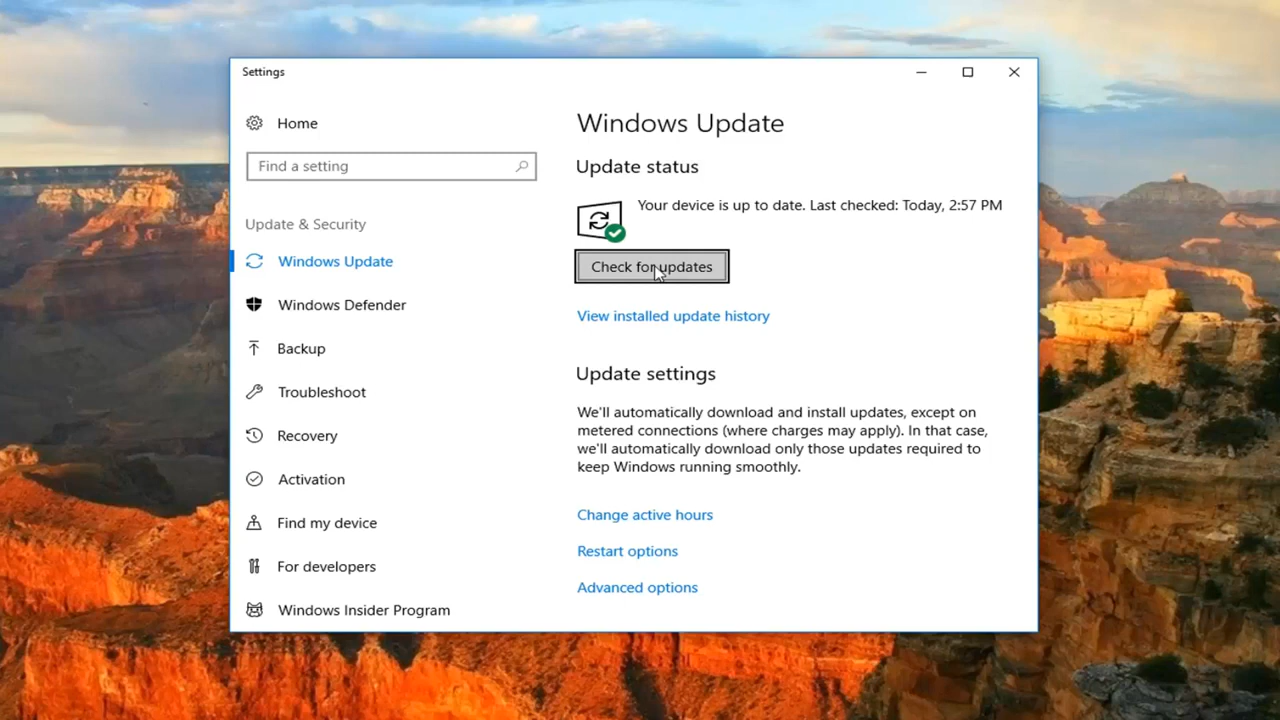 Settings
Home
Find a setting
Update & Security
Windows Update
Windows Defender
Backup
Troubleshoot
Recovery
Activation
Find my device
For developers
Windows Insider Program
Windows Update
Update status
Your device is up to date. Last checked: Today, 2:57 PM
Check for updates
View installed update history
Update settings
We'll automatically download and install updates, except on
metered connections (where charges may apply). In that case,
we'll automatically download only those updates required to
keep Windows running smoothly.
Change active hours
Restart options
Advanced options